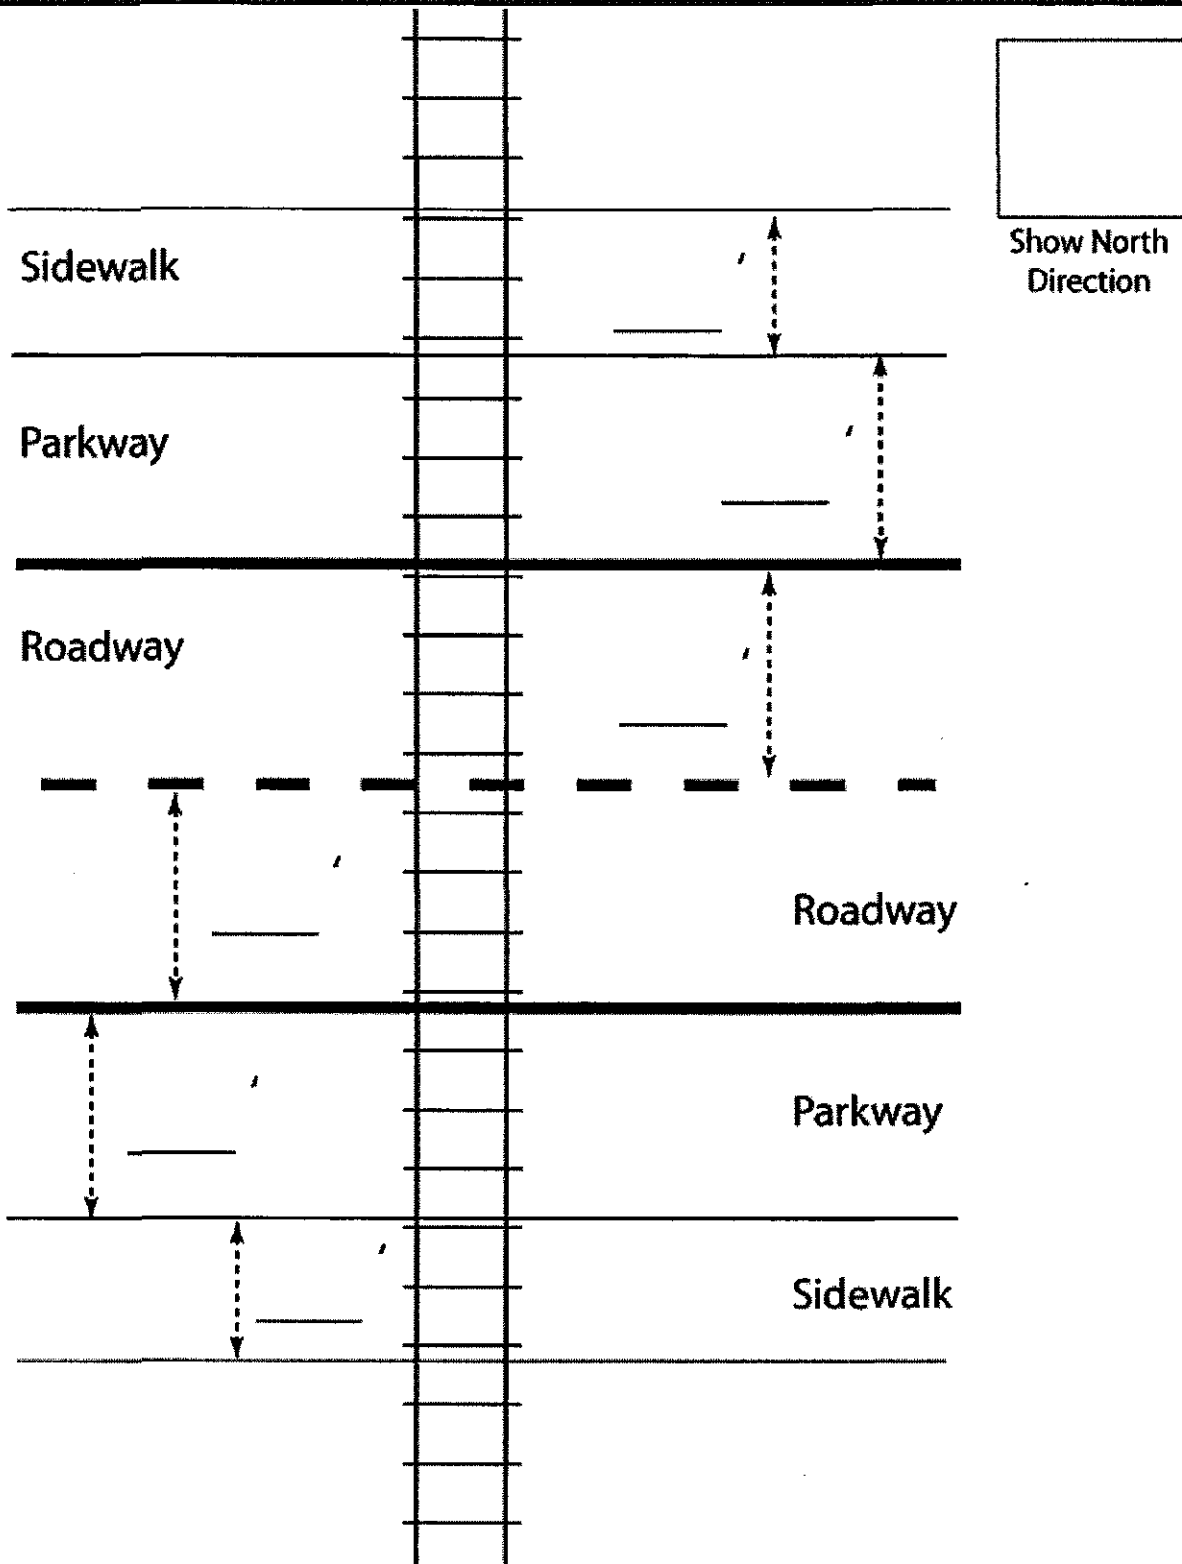 Sidewalk
'
Show North
Direction
Parkway
'
Roadway
'
'
Roadway
'
Parkway
'
Sidewalk